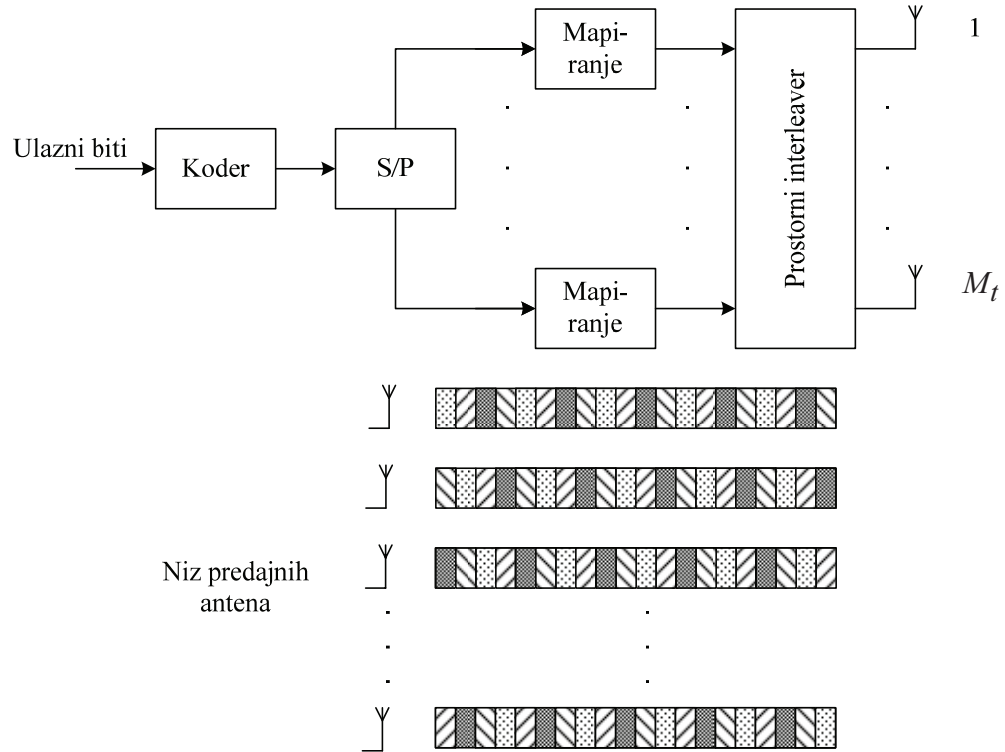 Mapi-
ranje
1
Ulazni biti
Koder
S/P
Prostorni interleaver
Mapi-
ranje
M_t
Niz predajnih
antena